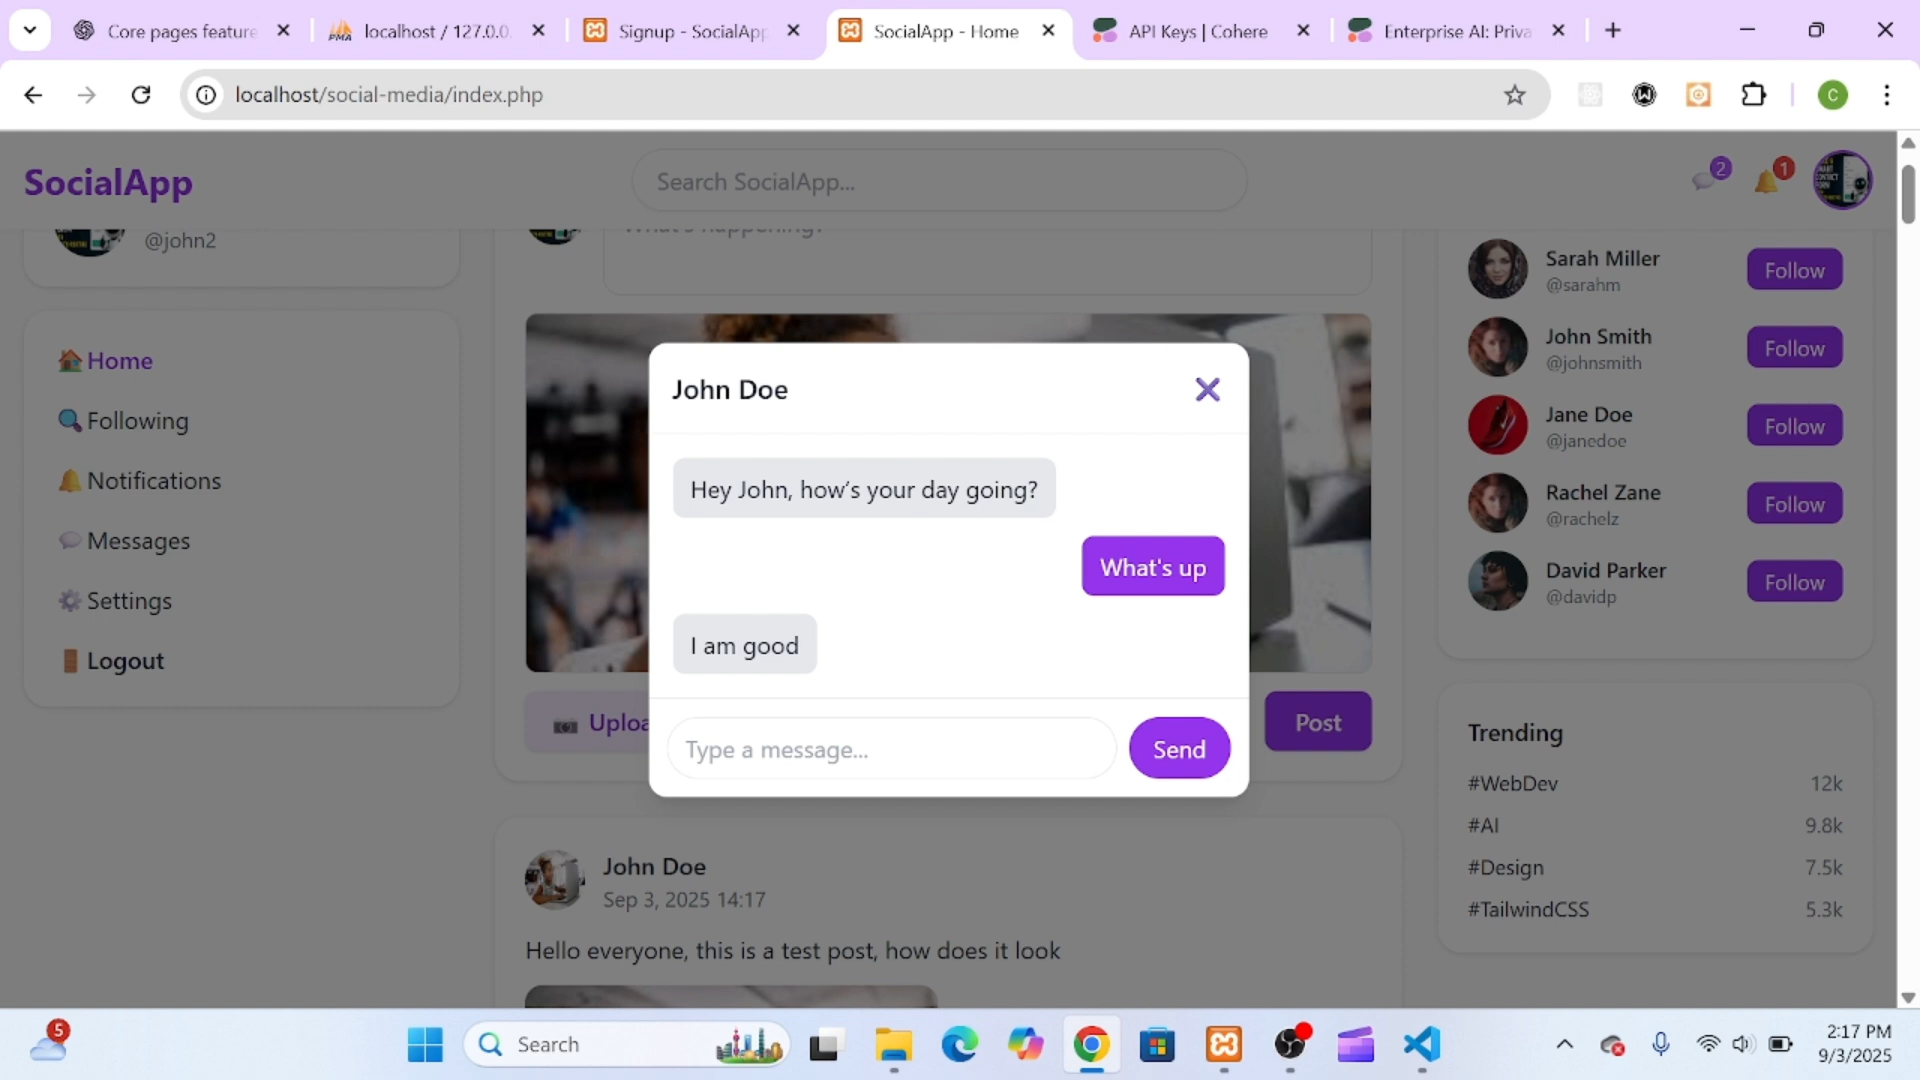 Core pages feature
localhost / 127.0.0.
Signup - SocialApp
SocialApp - Home
API Keys | Cohere
Enterprise AI: Priva
localhost/social-media/index.php
C
SocialApp
Search SocialApp...
2
1
@john2
What's happening?
Home
Following
Notifications
Messages
Settings
Logout
John Doe
Hey John, how’s your day going?
What's up
I am good
Type a message...
Send
Uploa
Post
John Doe
Sep 3, 2025 14:17
Hello everyone, this is a test post, how does it look
Sarah Miller
@sarahm
Follow
John Smith
@johnsmith
Follow
Jane Doe
@janedoe
Follow
Rachel Zane
@rachelz
Follow
David Parker
@davidp
Follow
Trending
#WebDev 12k
#AI 9.8k
#Design 7.5k
#TailwindCSS 5.3k
5
Search
2:17 PM
9/3/2025